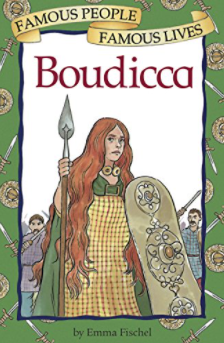 FAMOUS PEOPLE
FAMOUS LIVES
Boudicca
by Emma Fischel